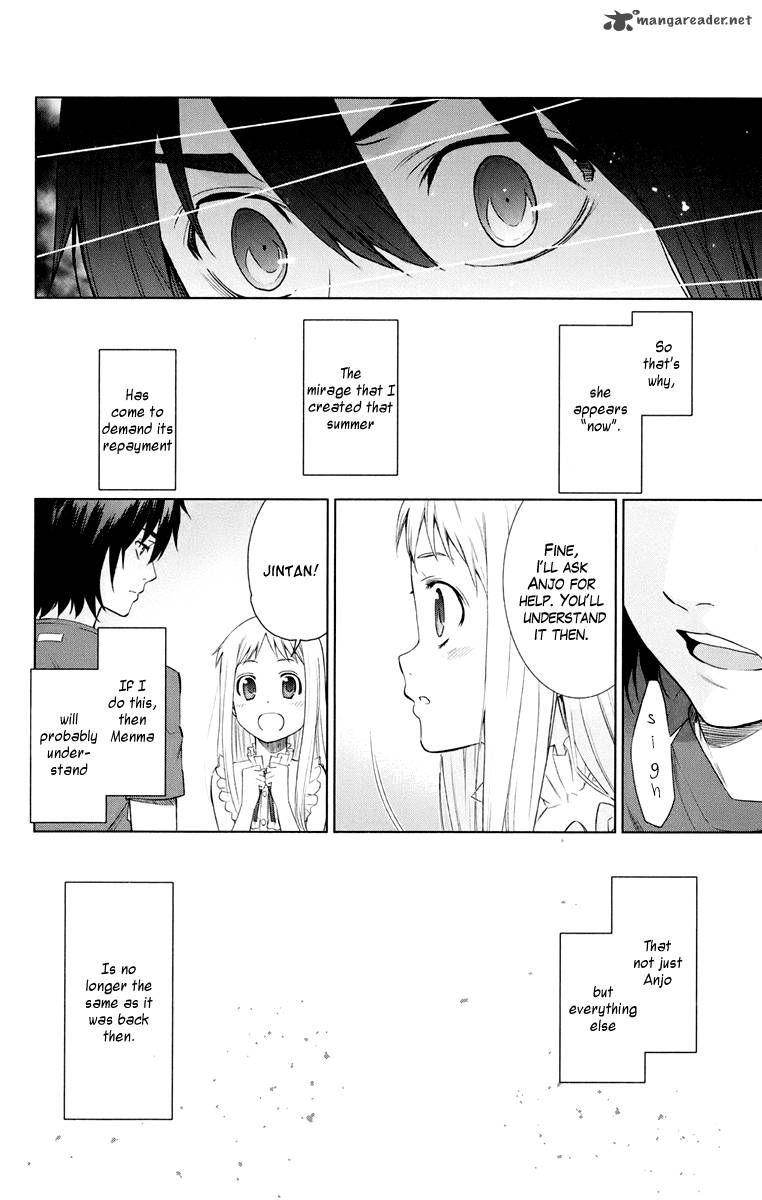 mangareader.net
So
that's
why,
she
appears
"now".
The
mirage that I
created that
summer
Has
come to
demand its
repayment
sigh
FINE,
I'LL ASK
ANJO FOR
HELP. YOU'LL
UNDERSTAND
IT THEN.
JINTAN!
If I
do this,
then
Menma
will
probably
under-
stand
That
not just
Anjo
but
everything
else
Is no
longer the
same as it
was back
then.